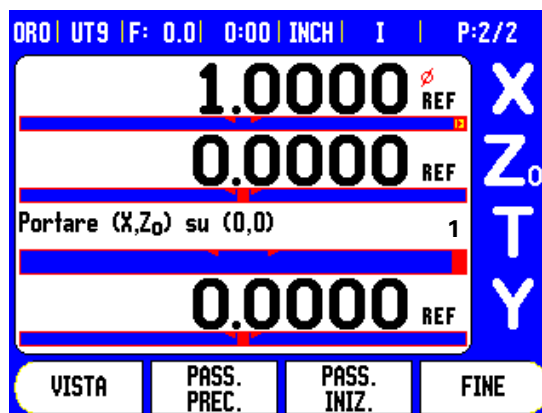 OR0| UT9 |F: 0.0| 0:00| INCH| I | P:2/2
1.0000 Ø REF X
0.0000 REF Z0
Portare (X,Z0) su (0,0) 1 T
0.0000 REF Y
VISTA
PASS. PREC.
PASS. INIZ.
FINE